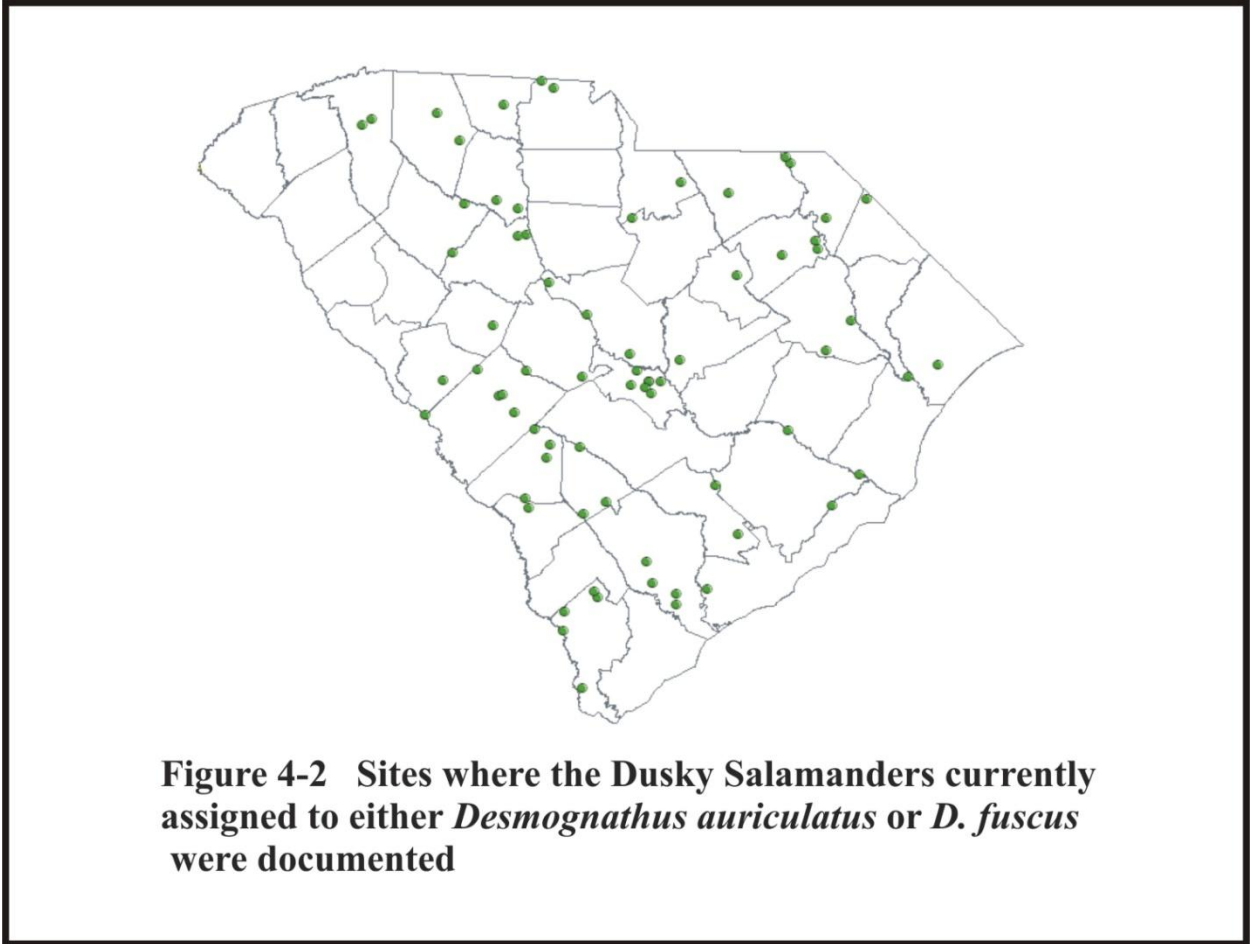 Figure 4-2   Sites where the Dusky Salamanders currently
assigned to either Desmognathus auriculatus or D. fuscus
were documented